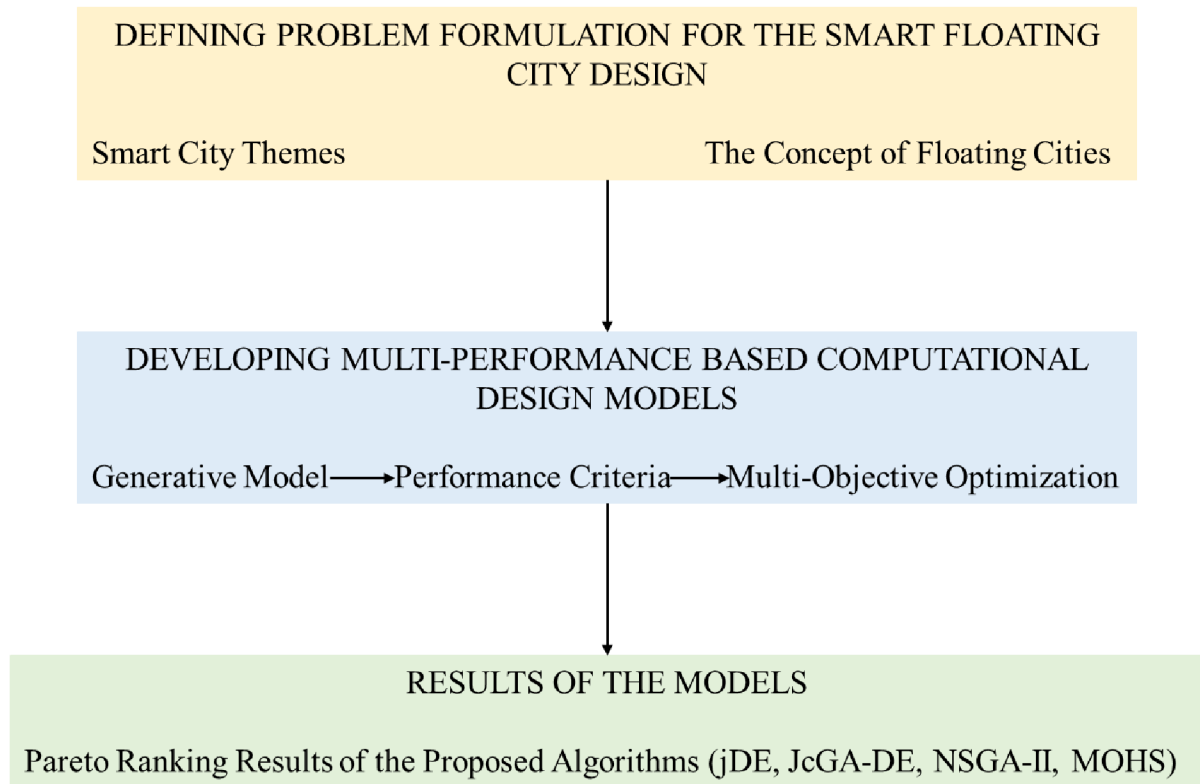 DEFINING PROBLEM FORMULATION FOR THE SMART FLOATING
CITY DESIGN
Smart City Themes
The Concept of Floating Cities
DEVELOPING MULTI-PERFORMANCE BASED COMPUTATIONAL
DESIGN MODELS
Generative Model
Performance Criteria
Multi-Objective Optimization
RESULTS OF THE MODELS
Pareto Ranking Results of the Proposed Algorithms (jDE, JcGA-DE, NSGA-II, MOHS)